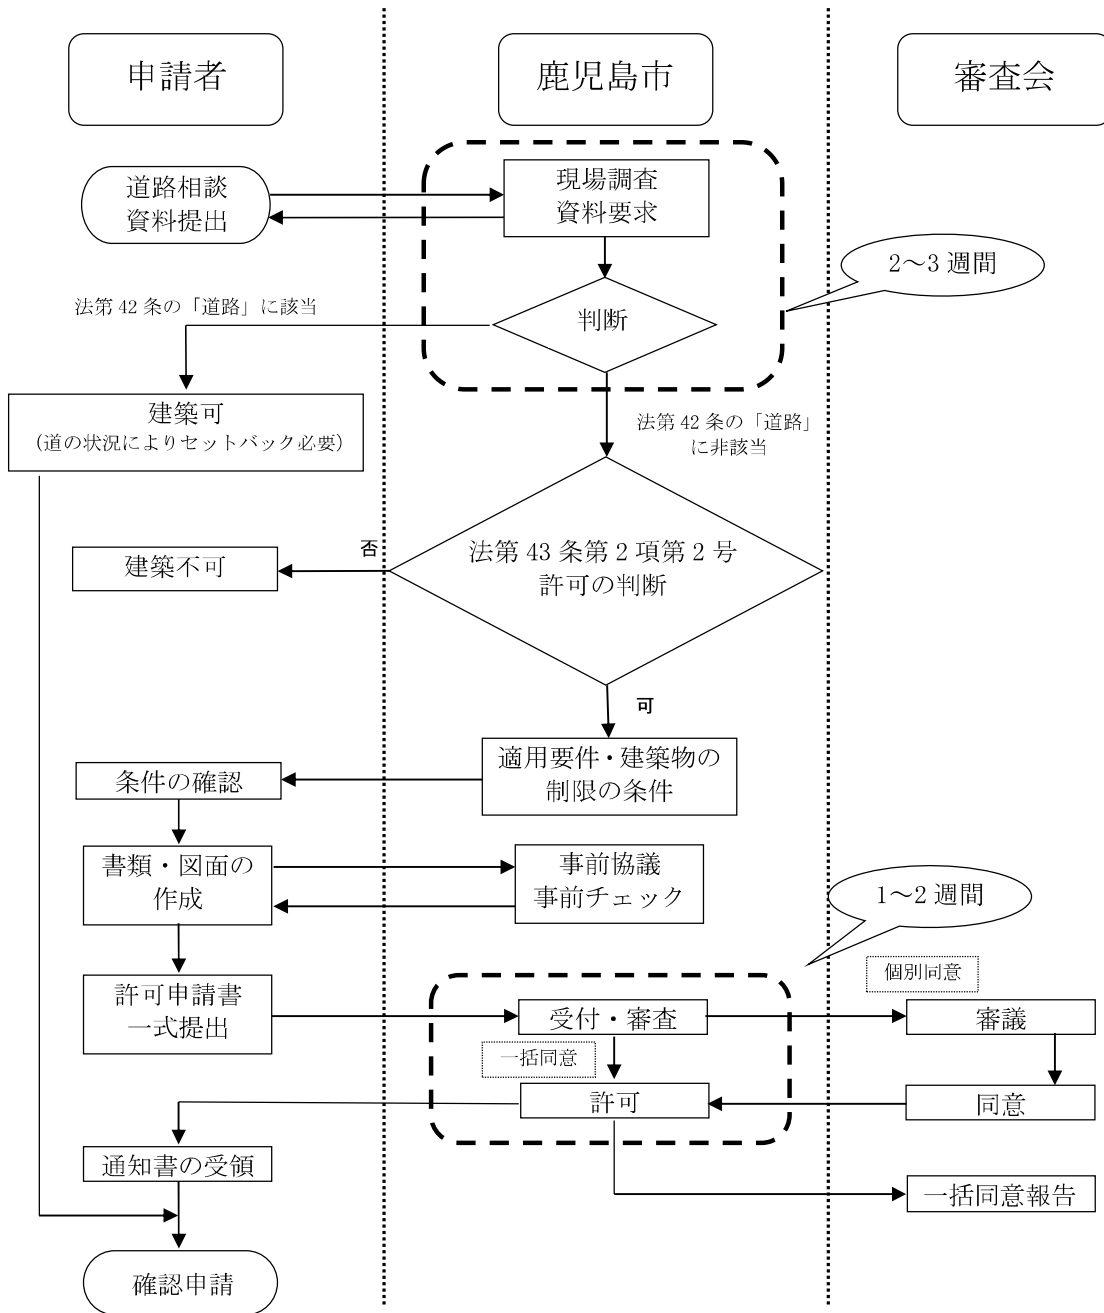 申請者
鹿児島市
審査会
道路相談
資料提出
現場調査
資料要求
2～3 週間
法第 42 条の「道路」に該当
判断
建築可
（道の状況によりセットバック必要）
法第 42 条の「道路」
に非該当
否
建築不可
法第 43 条第 2 項第 2 号
許可の判断
可
適用要件・建築物の
制限の条件
条件の確認
書類・図面の
作成
事前協議
事前チェック
1～2 週間
個別同意
許可申請書
一式提出
受付・審査
審議
一括同意
許可
同意
通知書の受領
一括同意報告
確認申請